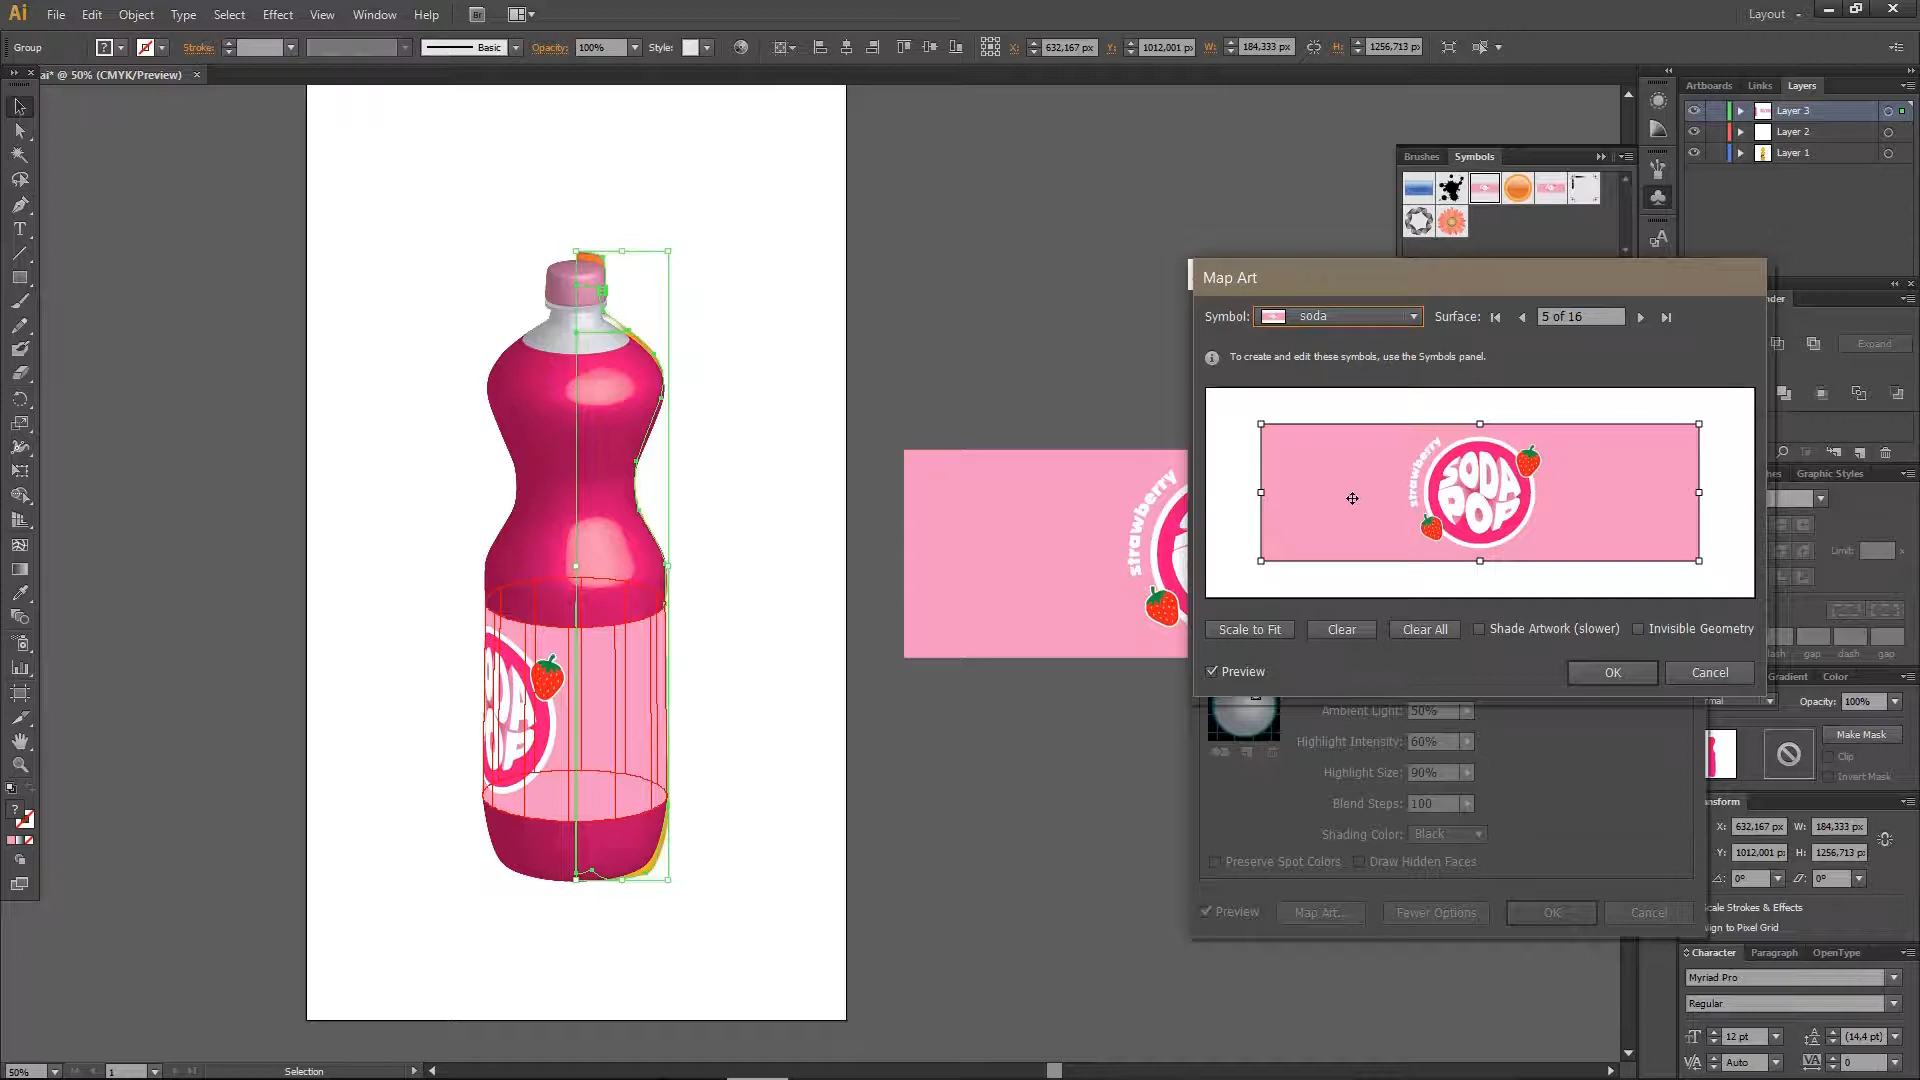 Ai File Edit Object Type Select Effect View Window Help Br Layout
Group ? Stroke: Basic Opacity: 100% Style: X: 632,167 px Y: 1012,001 px W: 184,333 px H: 1256,713 px
ai* @ 50% (CMYK/Preview) ×
Artboards Links Layers
Layer 3
Layer 2
Layer 1
Brushes Symbols
Map Art
Symbol: soda Surface: 5 of 16
To create and edit these symbols, use the Symbols panel.
strawberry
SODA
POP
Scale to Fit Clear Clear All Shade Artwork (slower) Invisible Geometry
Preview OK Cancel
strawberry
Ambient Light: 50%
Highlight Intensity: 60%
Highlight Size: 90%
Blend Steps: 100
Shading Color: Black
Preserve Spot Colors Draw Hidden Faces
Preview Map Art... Fewer Options OK Cancel
Expand
Graphic Styles
Limit: x
dash gap dash gap
Gradient Color
Opacity: 100%
Make Mask
Clip
Invert Mask
X: 632,167 px W: 184,333 px
Y: 1012,001 px H: 1256,713 px
0° 0°
Character Paragraph OpenType
Myriad Pro
Regular
12 pt (14,4 pt)
Auto 0
50% 1 Selection